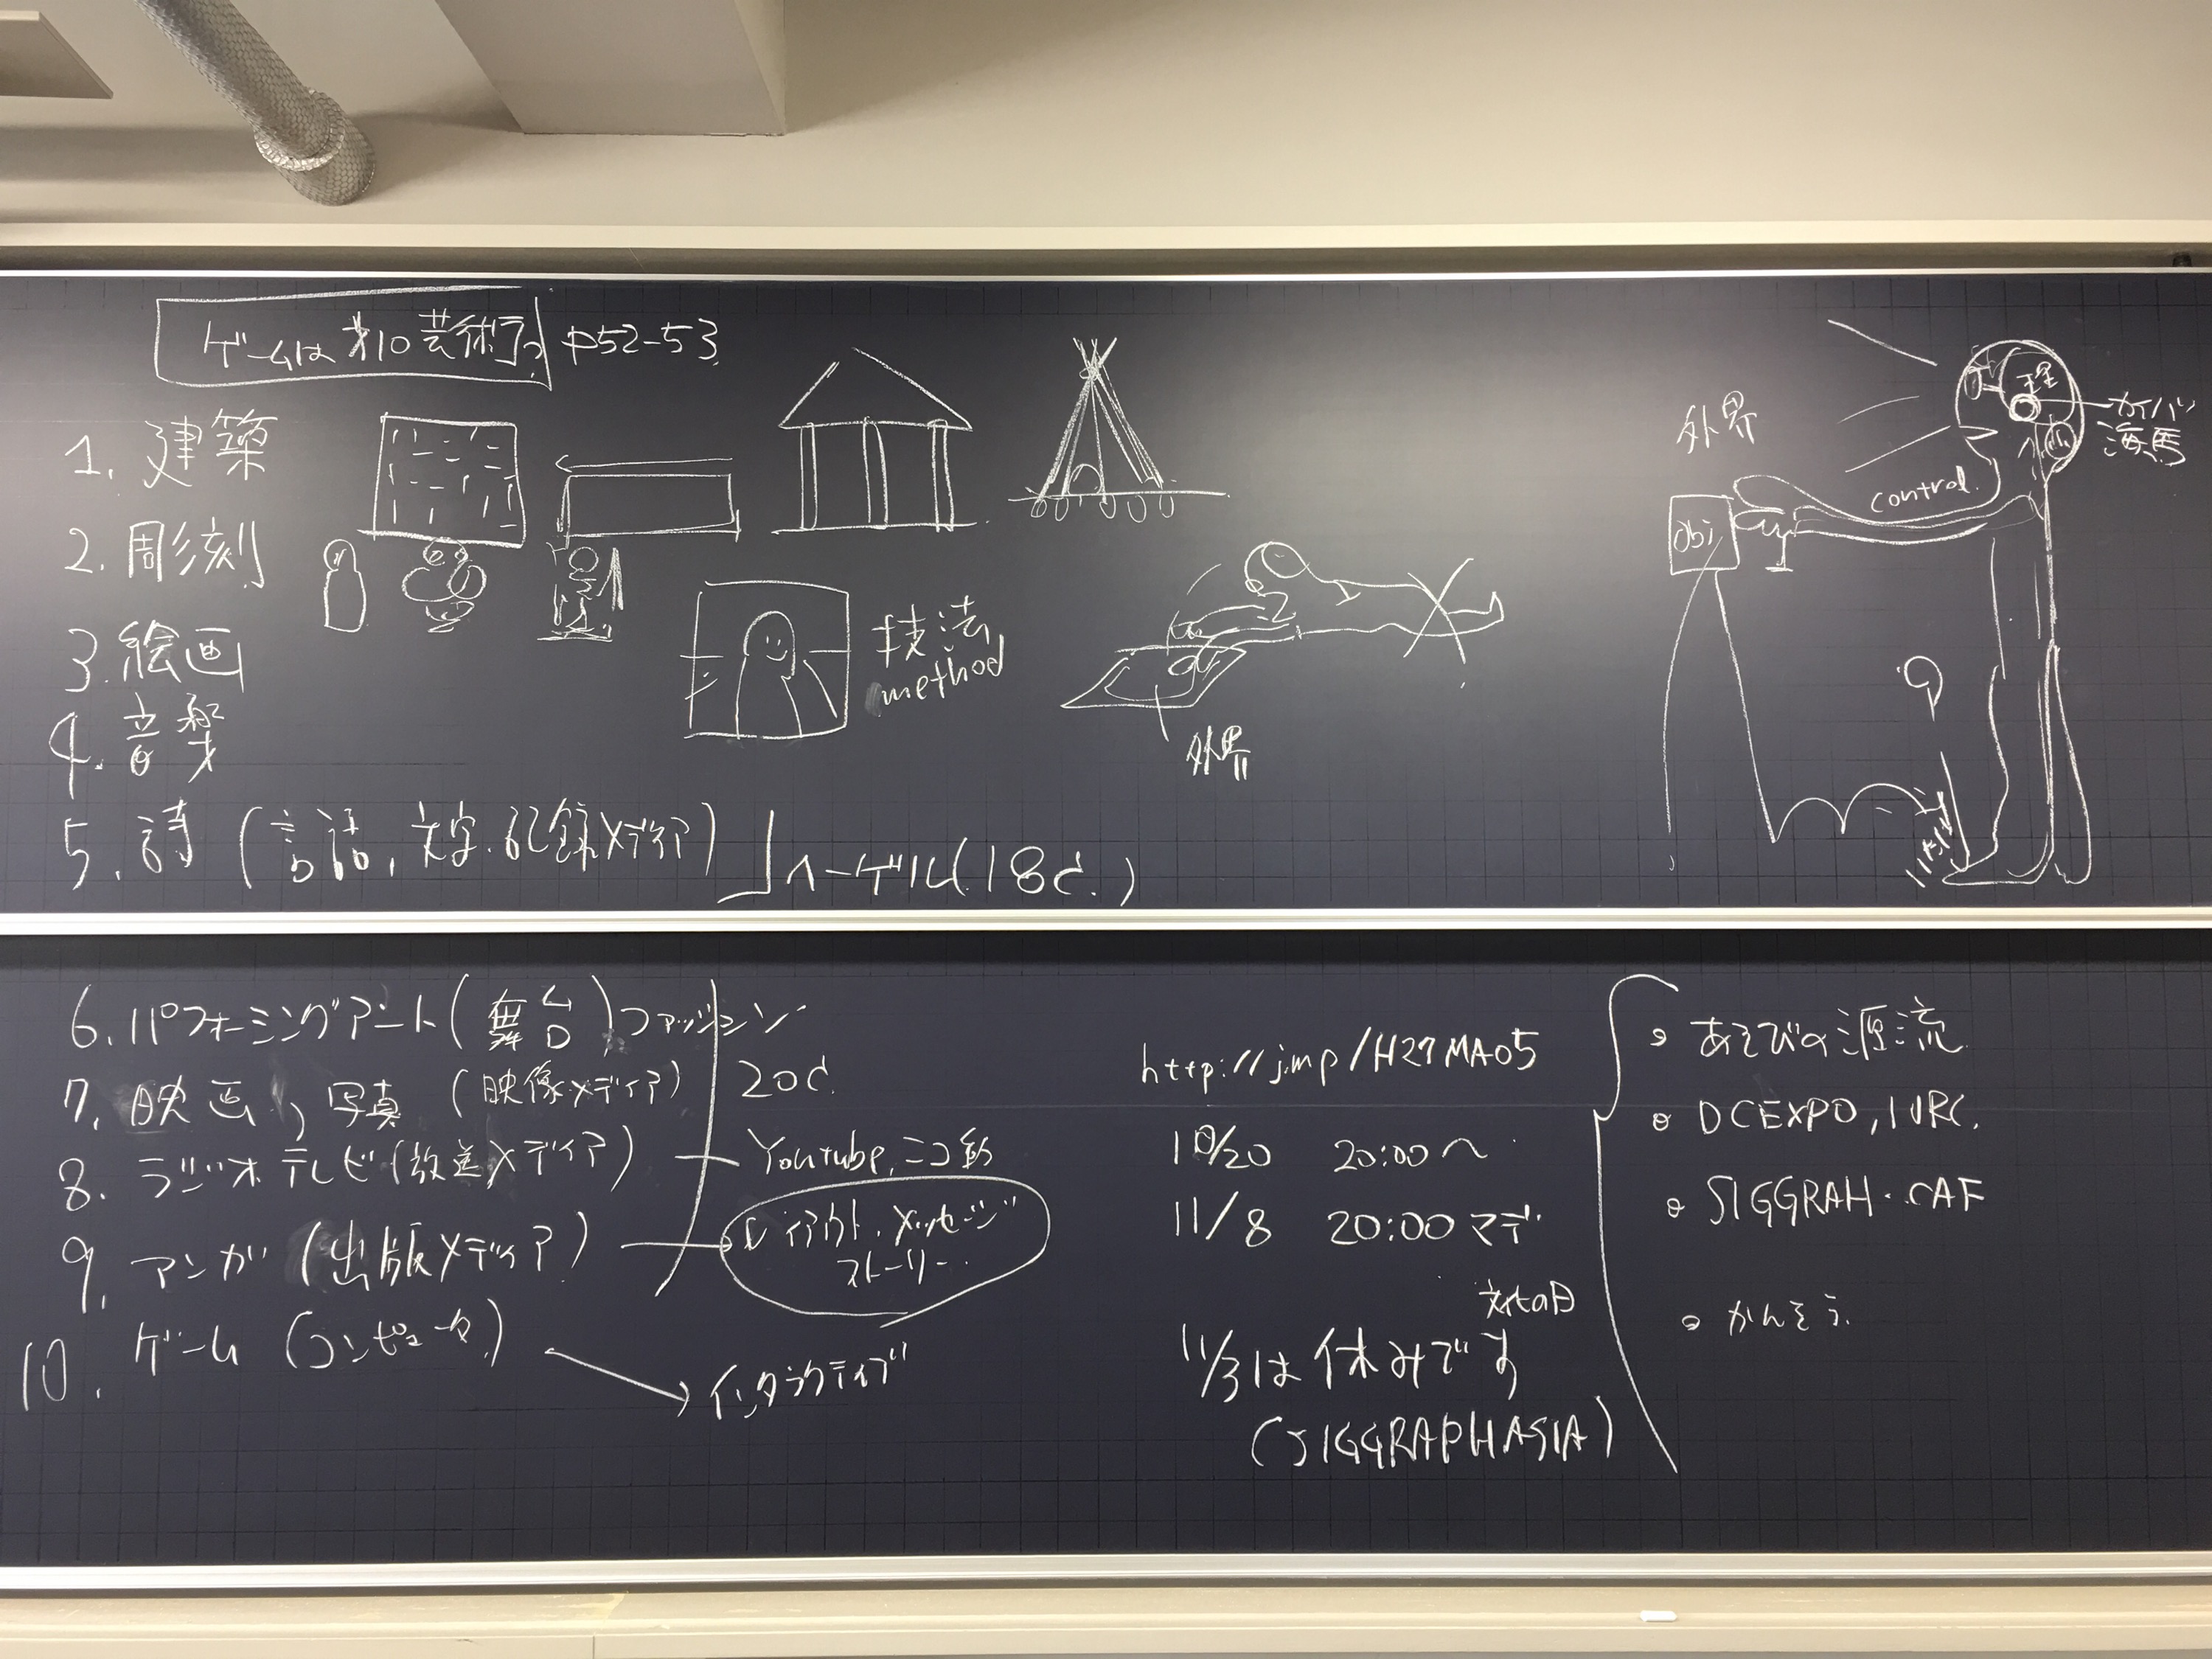 ゲームは第10芸術? p52-53
1. 建築
2. 彫刻
3. 絵画
4. 音楽
5. 詩 (言語, 文字. 記録メディア) ヘーゲル(18c.)
技法
method
外界
外界
control.
obj
理
カイバ
海馬
6. パフォーミングアート(舞台), ファッション
7. 映画, 写真 (映像メディア) 20c.
8. ラジオ テレビ(放送メディア) Youtube, ニコ動
9. マンガ (出版メディア) レイアウト, メッセージ
ストーリー..
10. ゲーム (コンピュータ) インタラクティブ
http://j.mp/H27MA05
10/20 20:00〜
11/8 20:00マデ
文化の日
11/3は休みです
(SIGGRAPHASIA)
あそびの源流
DCEXPO, IVRC.
SIGGRAH・CAF
かんそう.